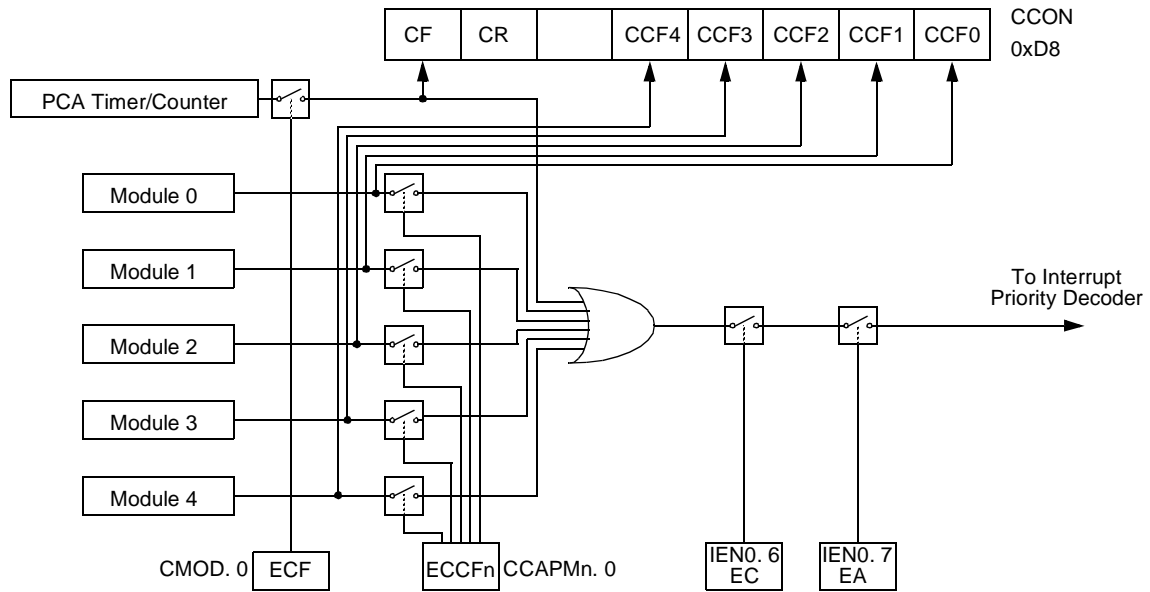 CF CR CCF4 CCF3 CCF2 CCF1 CCF0 CCON
0xD8
PCA Timer/Counter
Module 0
Module 1
To Interrupt
Priority Decoder
Module 2
Module 3
Module 4
CMOD. 0 ECF ECCFn CCAPMn. 0
IEN0. 6
EC
IEN0. 7
EA